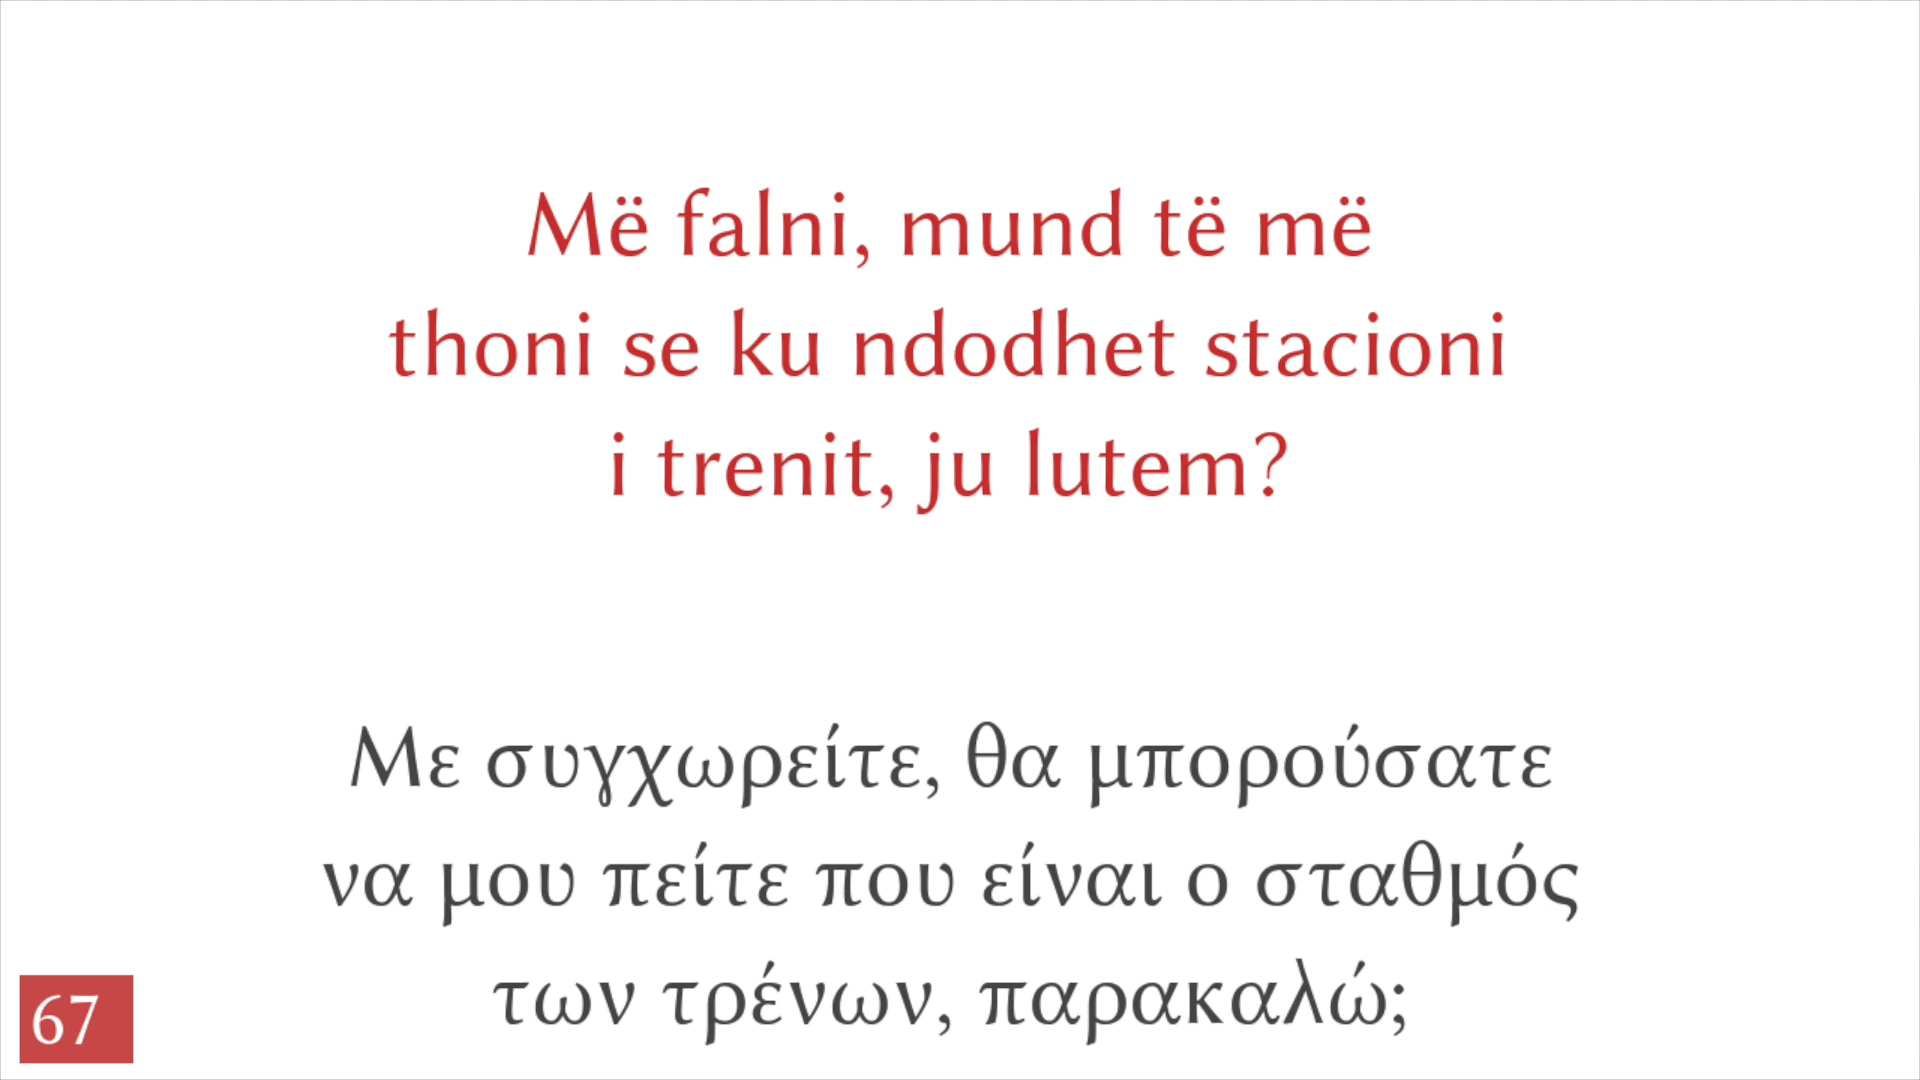 Më falni, mund të më
thoni se ku ndodhet stacioni
i trenit, ju lutem?
Με συγχωρείτε, θα μπορούσατε
να μου πείτε που είναι ο σταθμός
των τρένων, παρακαλώ;
67